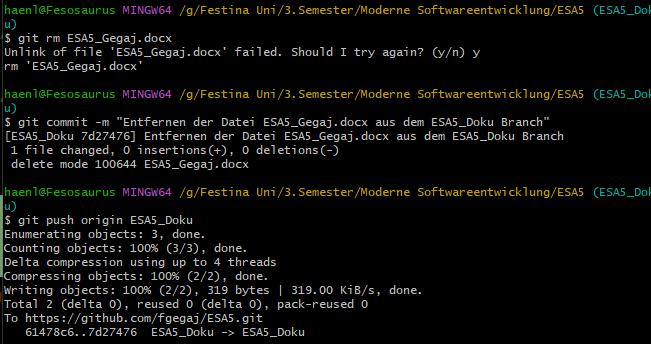 haenl@Fesosaurus MINGW64 /g/Festina Uni/3.Semester/Moderne Softwareentwicklung/ESA5 (ESA5_Dok
u)
$ git rm ESA5_Gegaj.docx
Unlink of file 'ESA5_Gegaj.docx' failed. Should I try again? (y/n) y
rm 'ESA5_Gegaj.docx'
haenl@Fesosaurus MINGW64 /g/Festina Uni/3.Semester/Moderne Softwareentwicklung/ESA5 (ESA5_Dok
u)
$ git commit -m "Entfernen der Datei ESA5_Gegaj.docx aus dem ESA5_Doku Branch"
[ESA5_Doku 7d27476] Entfernen der Datei ESA5_Gegaj.docx aus dem ESA5_Doku Branch
 1 file changed, 0 insertions(+), 0 deletions(-)
 delete mode 100644 ESA5_Gegaj.docx
haenl@Fesosaurus MINGW64 /g/Festina Uni/3.Semester/Moderne Softwareentwicklung/ESA5 (ESA5_Dok
u)
$ git push origin ESA5_Doku
Enumerating objects: 3, done.
Counting objects: 100% (3/3), done.
Delta compression using up to 4 threads
Compressing objects: 100% (2/2), done.
Writing objects: 100% (2/2), 319 bytes | 319.00 KiB/s, done.
Total 2 (delta 0), reused 0 (delta 0), pack-reused 0
To https://github.com/fgegaj/ESA5.git
   61478c6..7d27476  ESA5_Doku -> ESA5_Doku